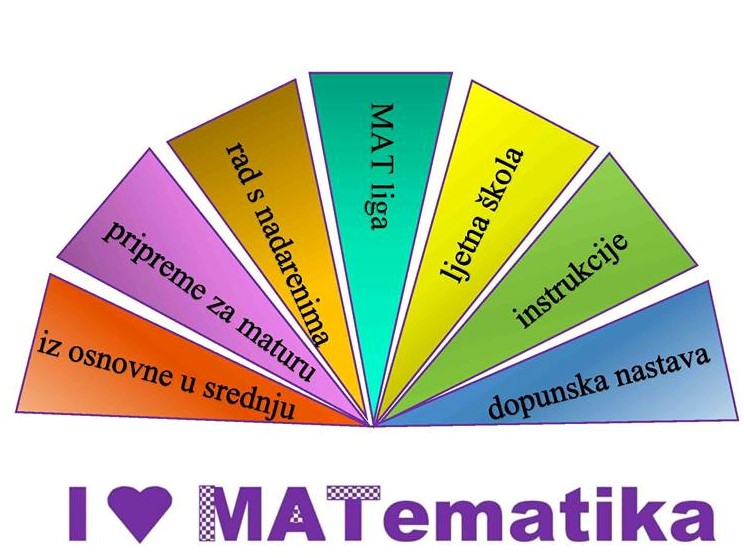 iz osnovne u srednju
pripreme za maturu
rad s nadarenima
MAT liga
ljetna škola
instrukcije
dopunska nastava
I ♥ MATematika